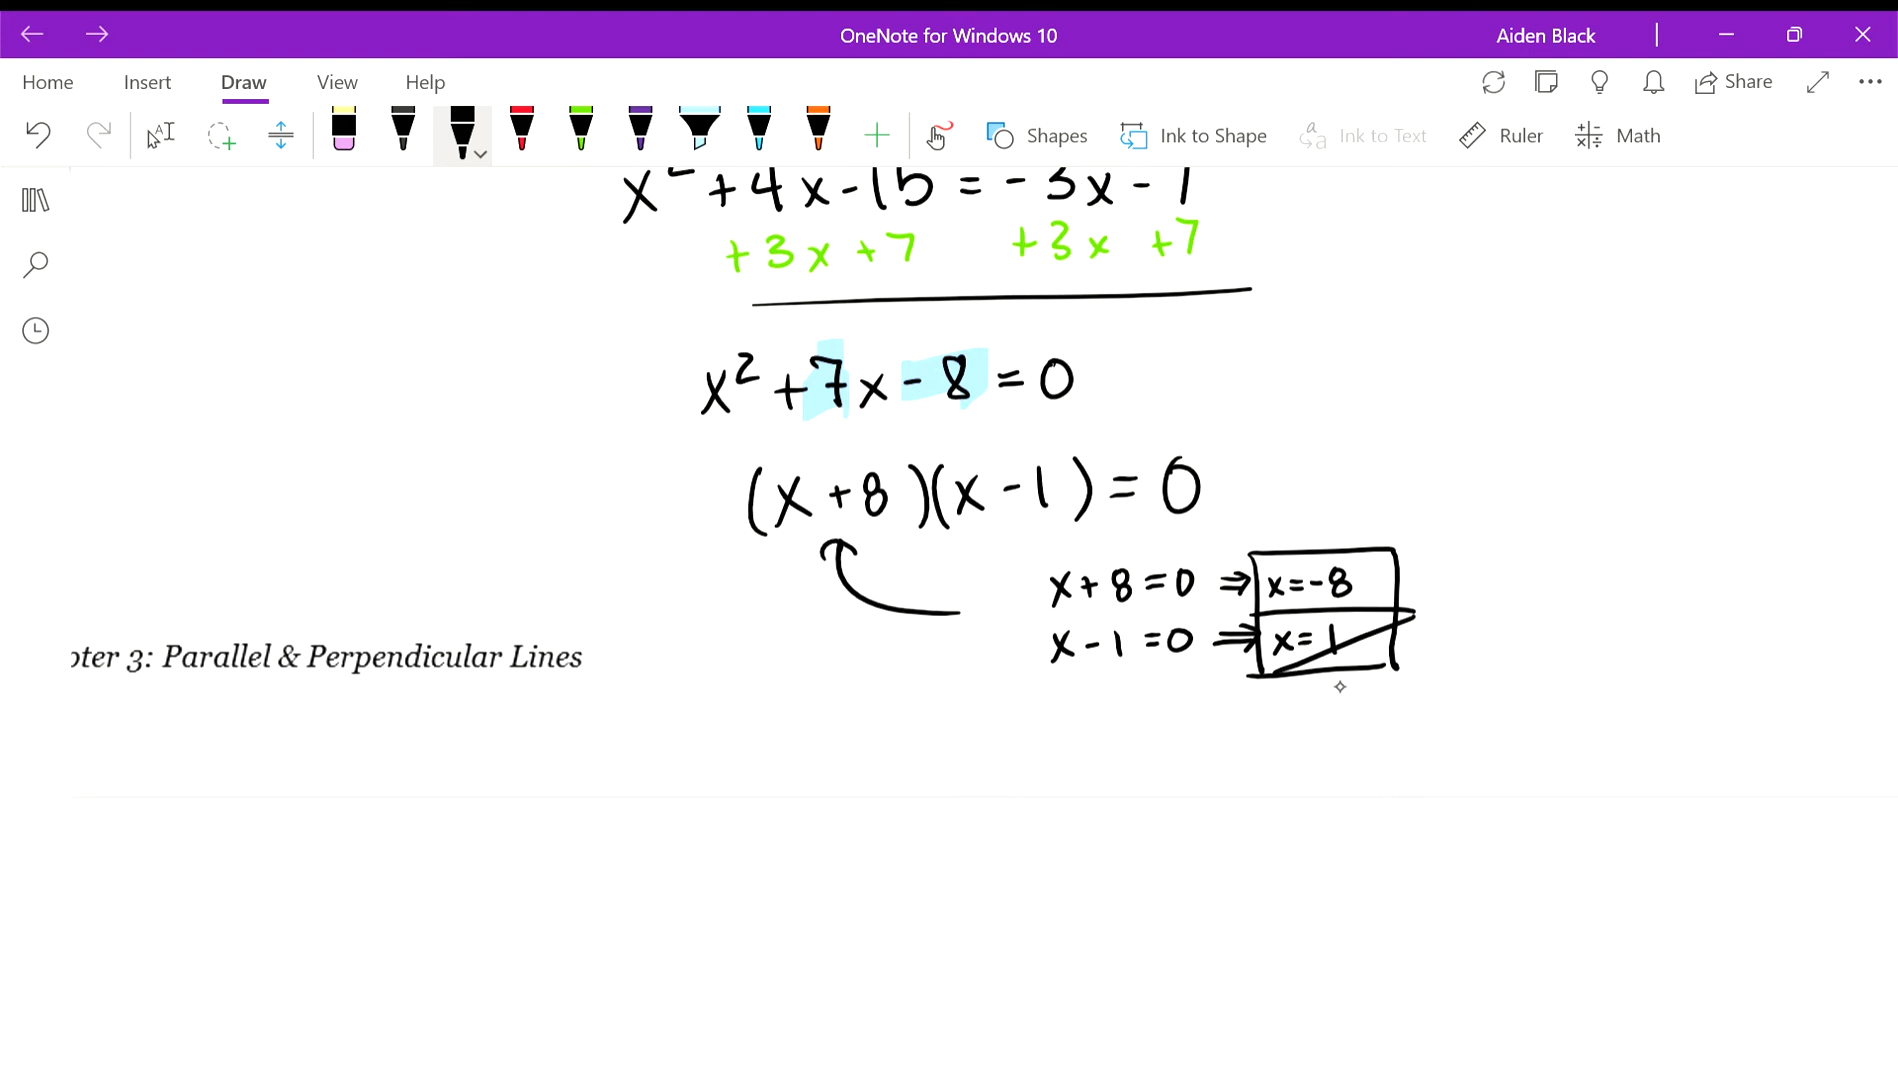 OneNote for Windows 10
Aiden Black
Home Insert Draw View Help
Share
Shapes Ink to Shape Ink to Text Ruler Math
x² + 4x - 15 = - 3x - 7
+ 3x + 7 + 3x + 7
x² + 7x - 8 = 0
(x + 8)(x - 1) = 0
x + 8 = 0 ⇒ x = -8
x - 1 = 0 ⇒ x = 1
oter 3: Parallel & Perpendicular Lines